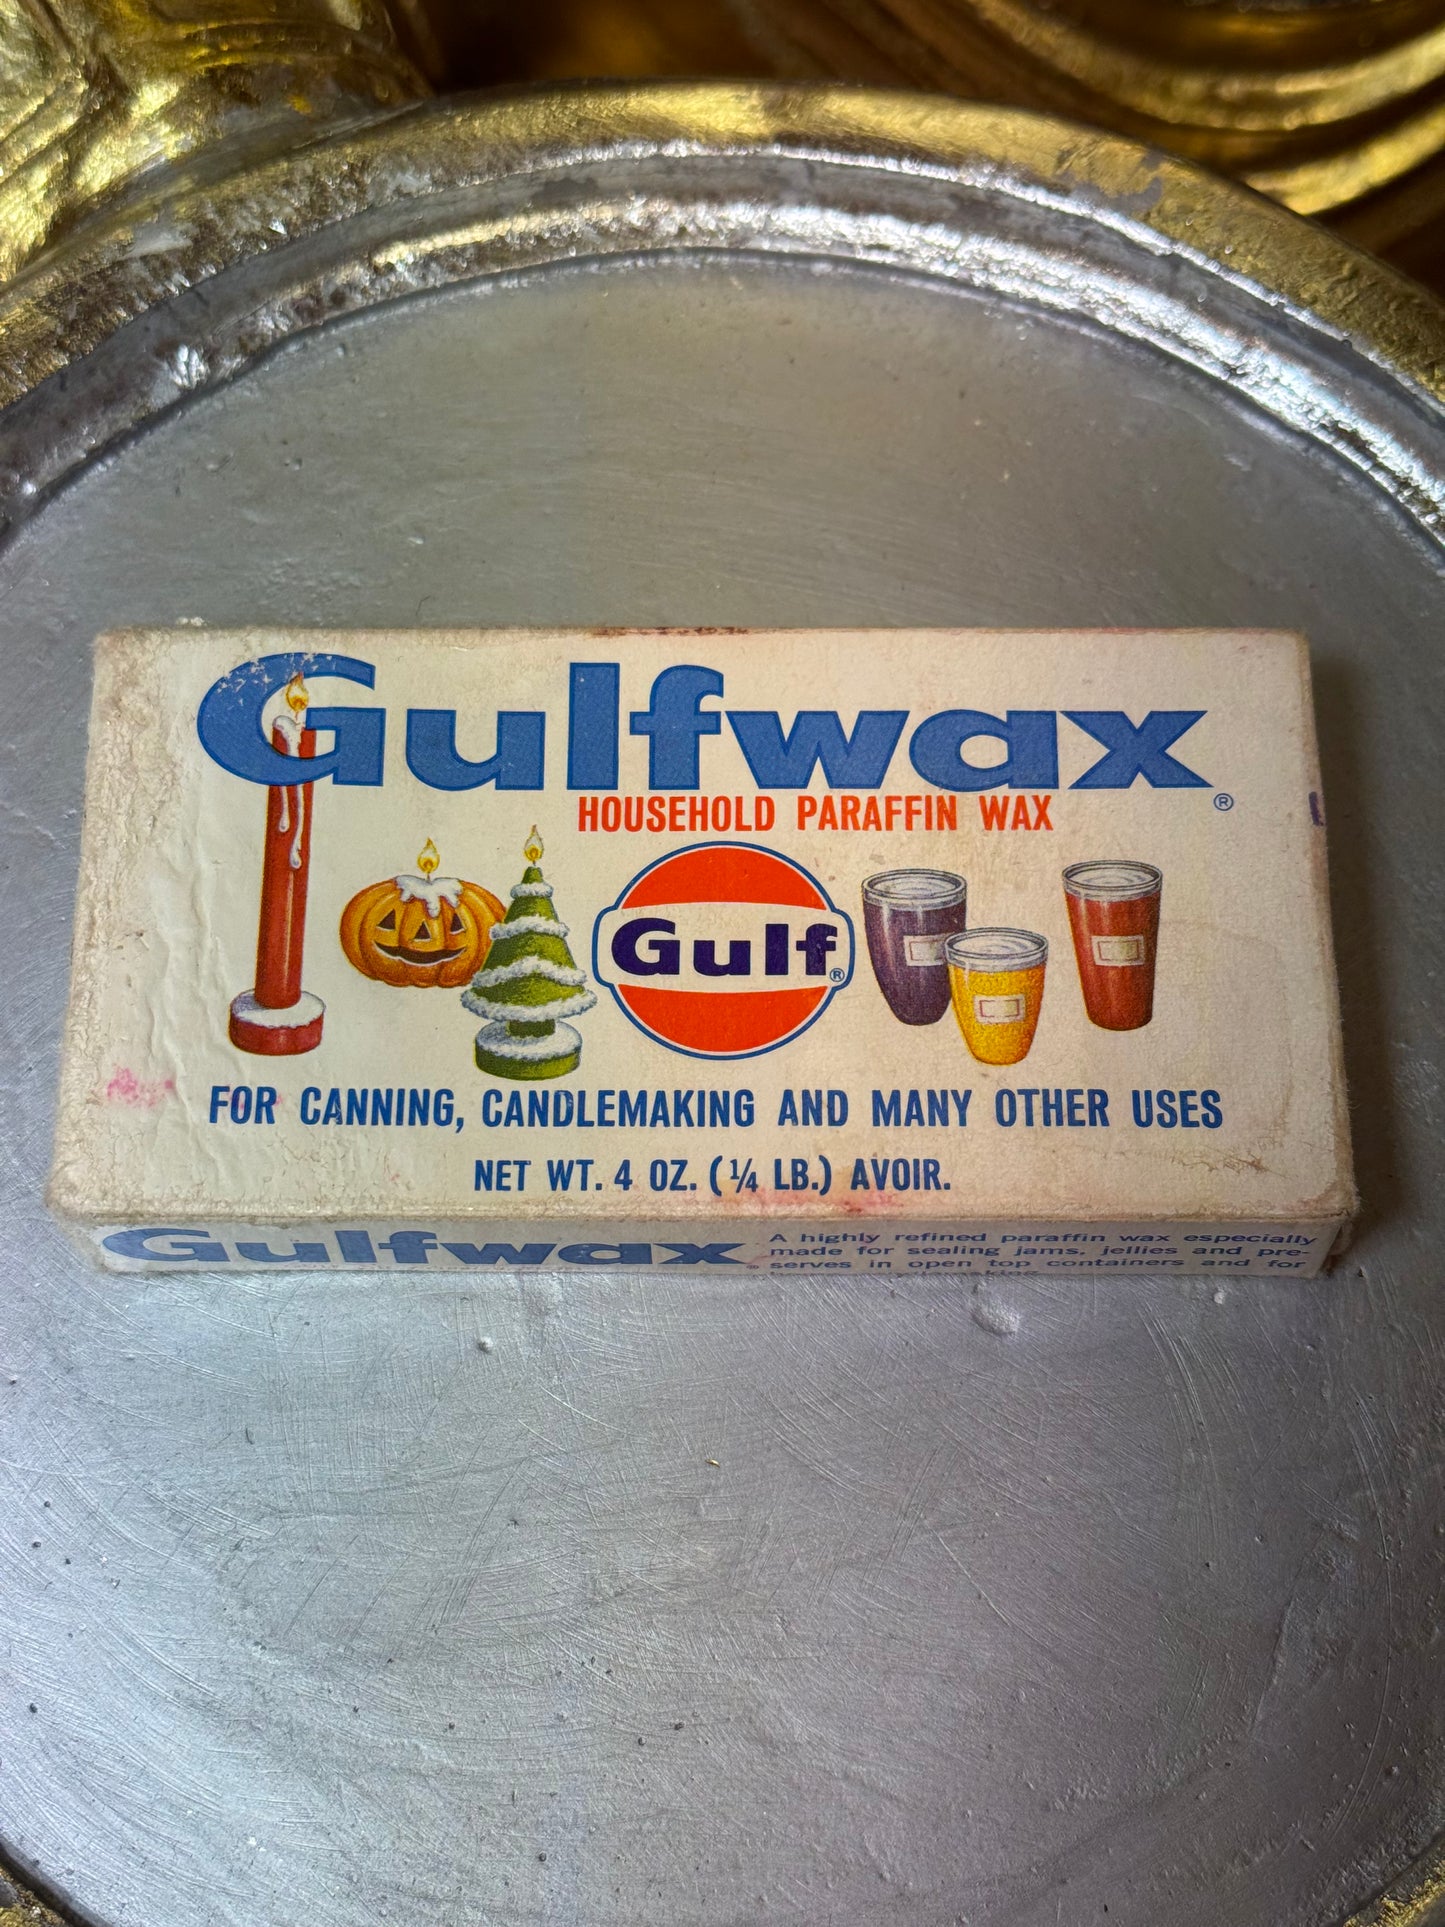 Gulfwax®
HOUSEHOLD PARAFFIN WAX
Gulf®
FOR CANNING, CANDLEMAKING AND MANY OTHER USES
NET WT. 4 OZ. (¼ LB.) AVOIR.
Gulfwax®
A highly refined paraffin wax especially
made for sealing jams, jellies and pre-
serves in open top containers and for